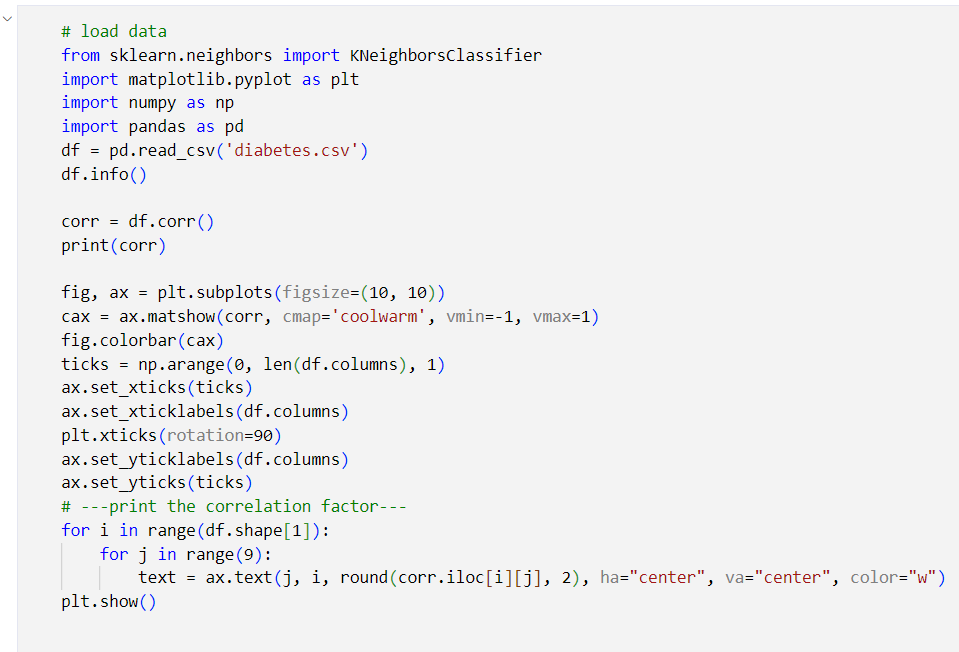 # load data
from sklearn.neighbors import KNeighborsClassifier
import matplotlib.pyplot as plt
import numpy as np
import pandas as pd
df = pd.read_csv('diabetes.csv')
df.info()

corr = df.corr()
print(corr)

fig, ax = plt.subplots(figsize=(10, 10))
cax = ax.matshow(corr, cmap='coolwarm', vmin=-1, vmax=1)
fig.colorbar(cax)
ticks = np.arange(0, len(df.columns), 1)
ax.set_xticks(ticks)
ax.set_xticklabels(df.columns)
plt.xticks(rotation=90)
ax.set_yticklabels(df.columns)
ax.set_yticks(ticks)
# ---print the correlation factor---
for i in range(df.shape[1]):
    for j in range(9):
        text = ax.text(j, i, round(corr.iloc[i][j], 2), ha="center", va="center", color="w")
plt.show()